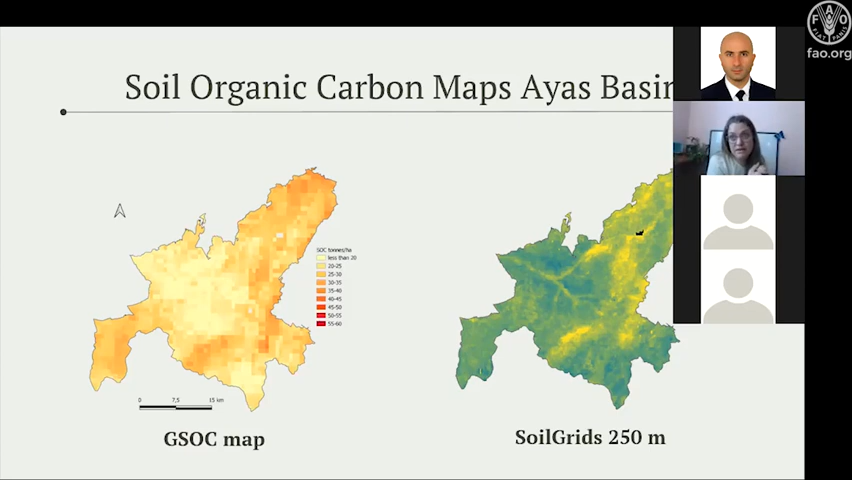 F A O
FIAT PANIS
fao.org
Soil Organic Carbon Maps Ayas Basin
SOC tonnes/ha
less than 20
20-25
25-30
30-35
35-40
40-45
45-50
50-55
55-60
0 7,5 15 km
GSOC map
SoilGrids 250 m